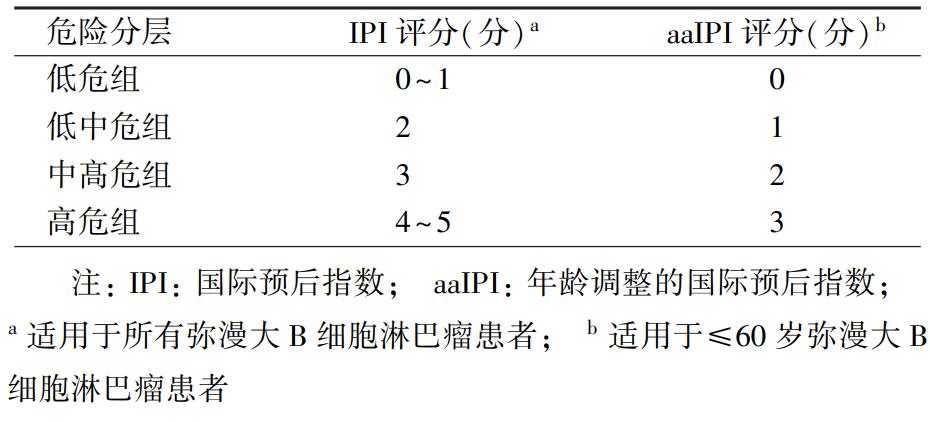 危险分层 IPI 评分(分)a aaIPI 评分(分)b
低危组 0~1 0
低中危组 2 1
中高危组 3 2
高危组 4~5 3
注: IPI: 国际预后指数; aaIPI: 年龄调整的国际预后指数;
a 适用于所有弥漫大 B 细胞淋巴瘤患者; b 适用于≤60 岁弥漫大 B
细胞淋巴瘤患者